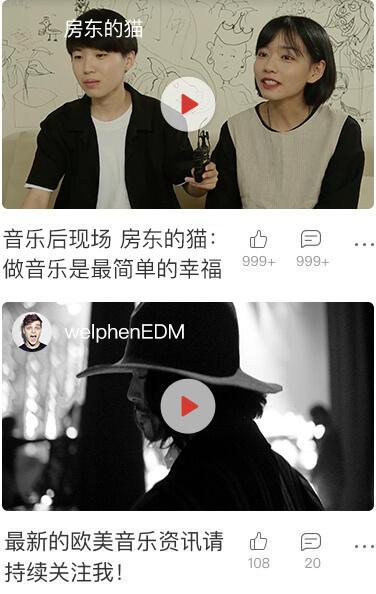 房东的猫
音乐后现场 房东的猫：
做音乐是最简单的幸福
999+
999+
welphenEDM
最新的欧美音乐资讯请
持续关注我！
108
20